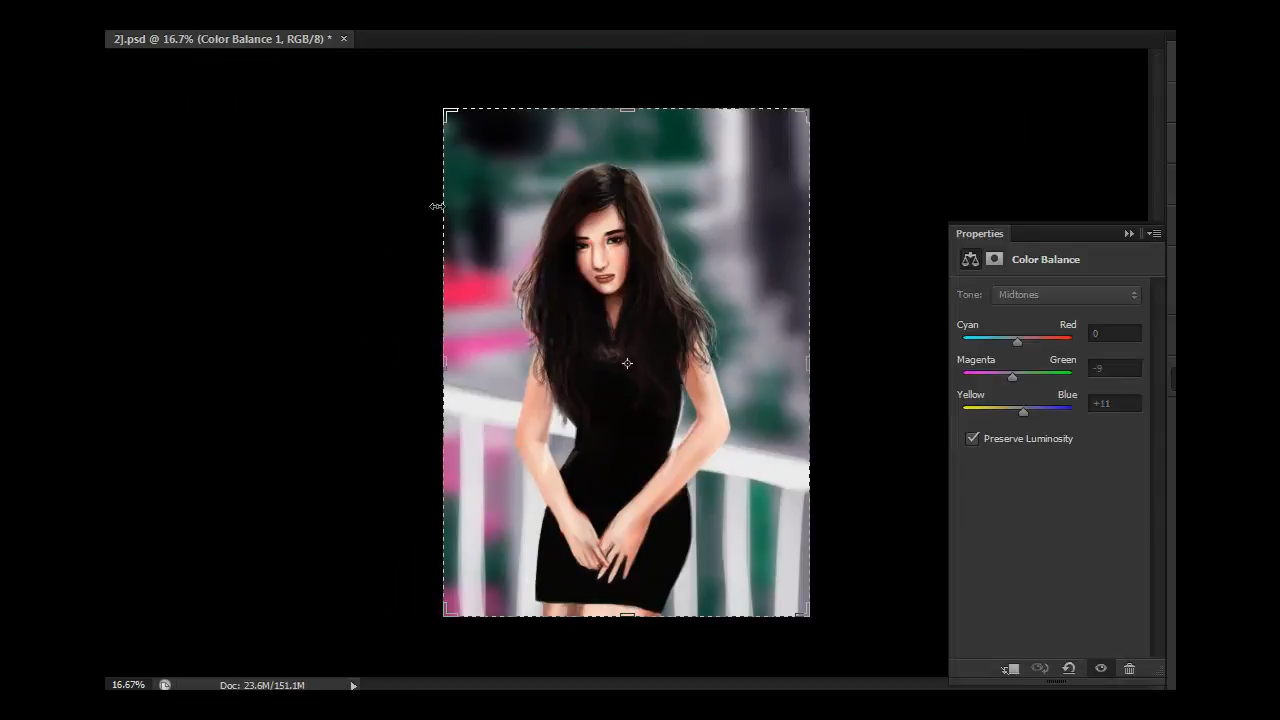 2].psd @ 16.7% (Color Balance 1, RGB/8) * ×
Properties
Color Balance
Tone: Midtones
Cyan Red 0
Magenta Green -9
Yellow Blue +11
Preserve Luminosity
16.67% Doc: 23.6M/151.1M